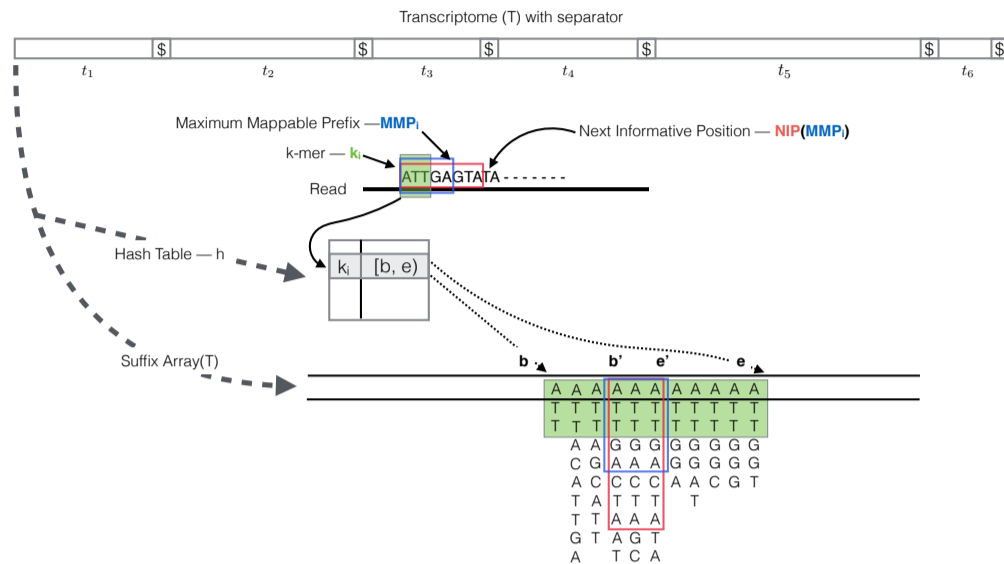 Transcriptome (T) with separator
$ $ $ $ $ $
t1 t2 t3 t4 t5 t6
Maximum Mappable Prefix —MMPi
Next Informative Position — NIP(MMPi)
k-mer — ki
ATTGAGTATA - - - - - - -
Read
Hash Table — h
ki [b, e)
Suffix Array(T)
b b' e' e
A A A A A A A A A A A
T T T T T T T T T T T
T T T T T T T T T T T
A A G G G G G G G G
C G A A A G G G G G
A C C C C A A C G T
T A T T T T
T T A A A
G T A G T
A T C A